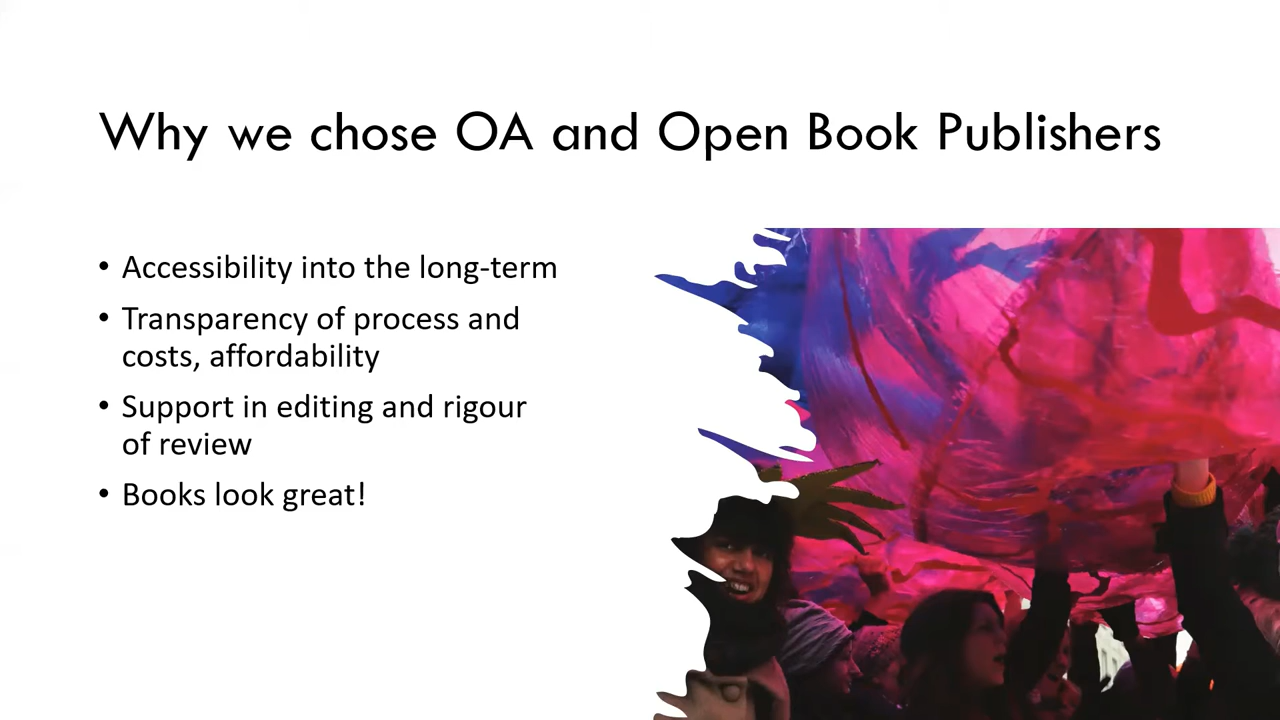 Why we chose OA and Open Book Publishers
• Accessibility into the long-term
• Transparency of process and
costs, affordability
• Support in editing and rigour
of review
• Books look great!